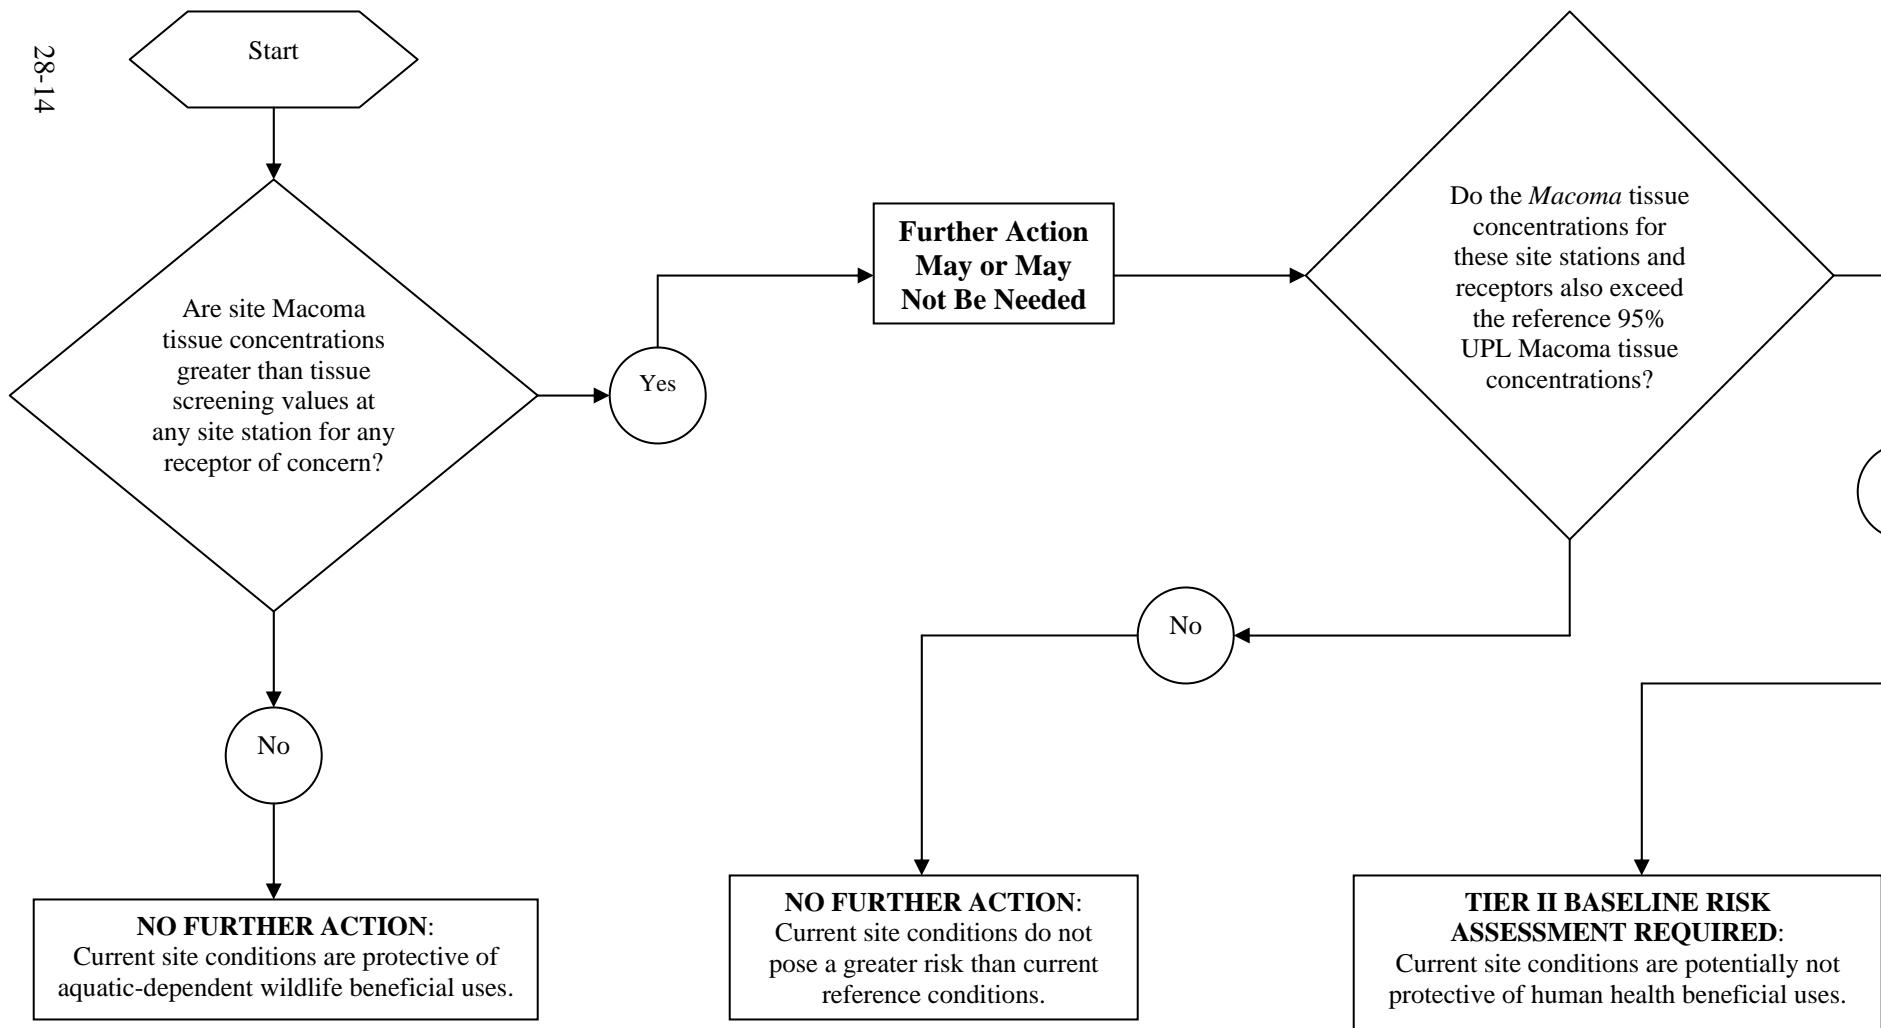 28-14
Start
Are site Macoma
tissue concentrations
greater than tissue
screening values at
any site station for any
receptor of concern?
Yes
Further Action
May or May
Not Be Needed
Do the Macoma tissue
concentrations for
these site stations and
receptors also exceed
the reference 95%
UPL Macoma tissue
concentrations?
No
No
NO FURTHER ACTION:
Current site conditions are protective of
aquatic-dependent wildlife beneficial uses.
NO FURTHER ACTION:
Current site conditions do not
pose a greater risk than current
reference conditions.
TIER II BASELINE RISK
ASSESSMENT REQUIRED:
Current site conditions are potentially not
protective of human health beneficial uses.